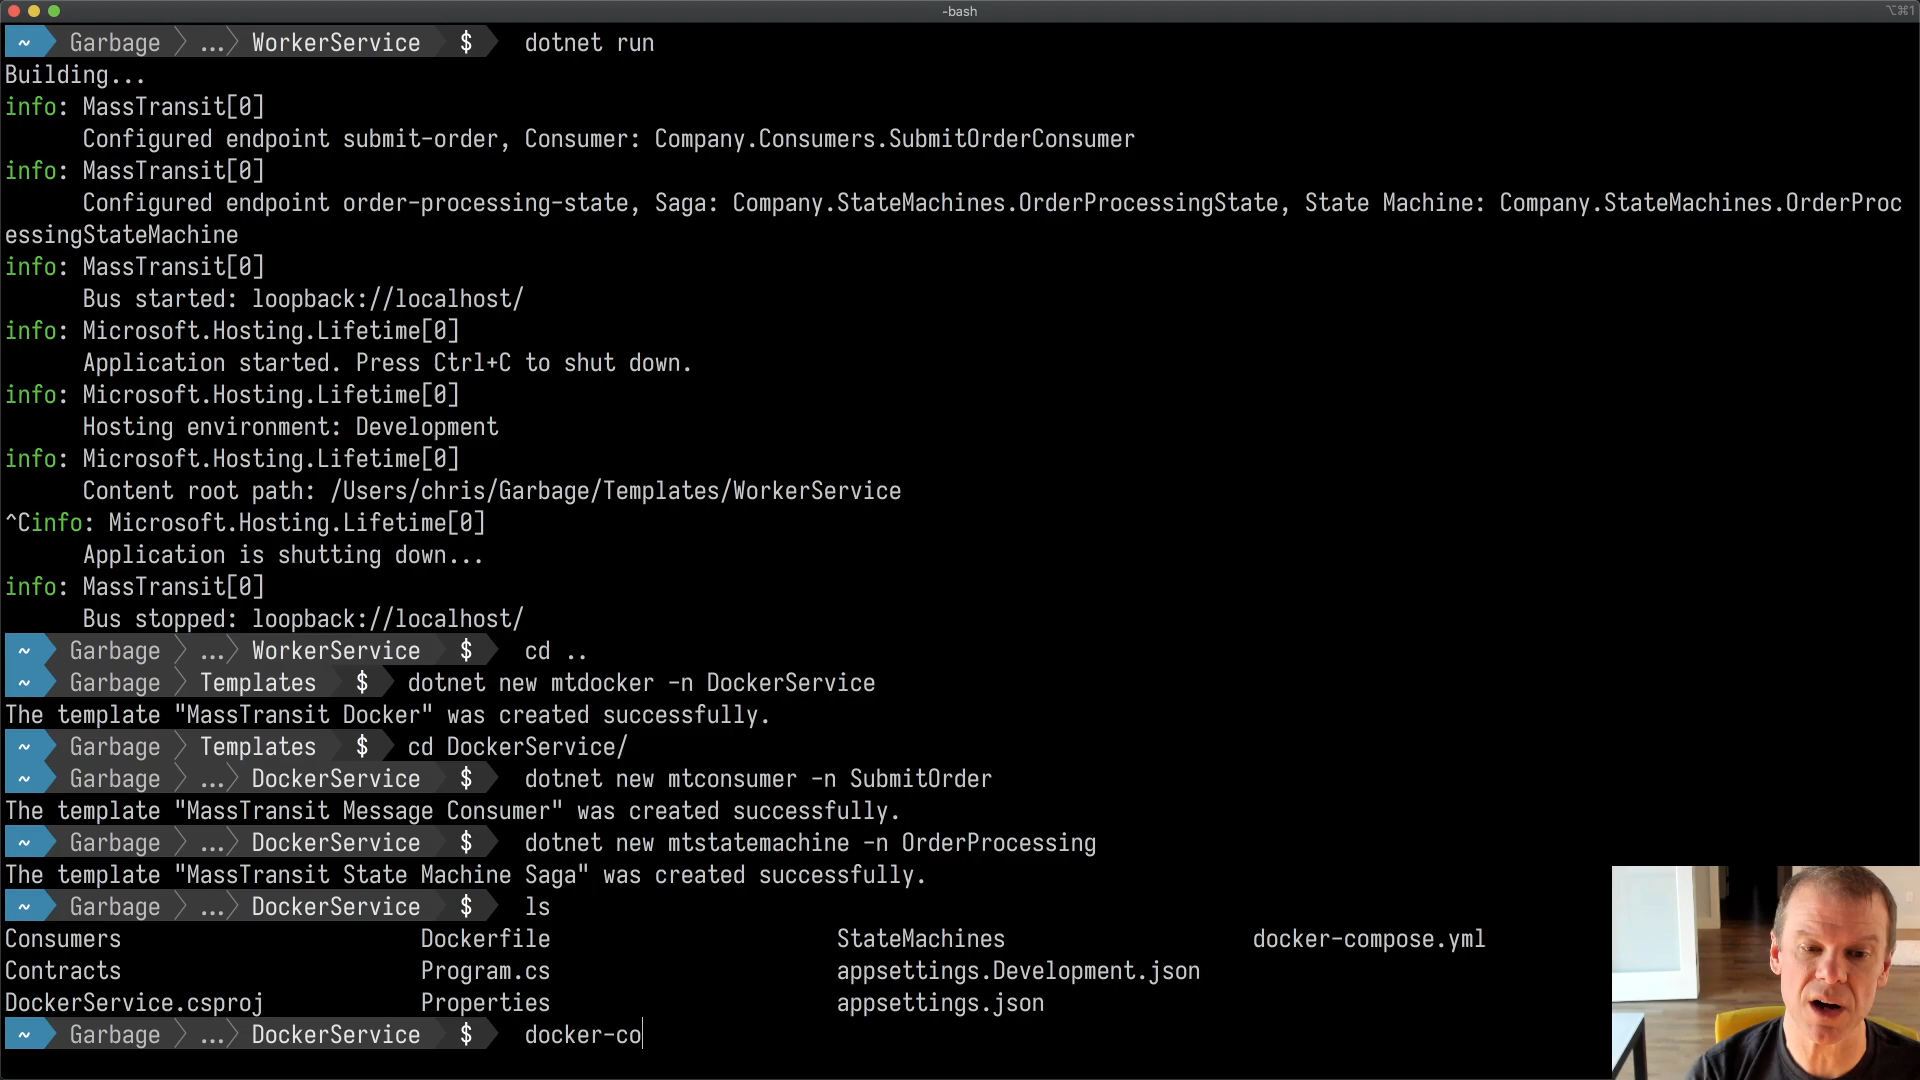 -bash
⌥⌘1
~ Garbage ... WorkerService $ dotnet run
Building...
info: MassTransit[0]
Configured endpoint submit-order, Consumer: Company.Consumers.SubmitOrderConsumer
info: MassTransit[0]
Configured endpoint order-processing-state, Saga: Company.StateMachines.OrderProcessingState, State Machine: Company.StateMachines.OrderProc
essingStateMachine
info: MassTransit[0]
Bus started: loopback://localhost/
info: Microsoft.Hosting.Lifetime[0]
Application started. Press Ctrl+C to shut down.
info: Microsoft.Hosting.Lifetime[0]
Hosting environment: Development
info: Microsoft.Hosting.Lifetime[0]
Content root path: /Users/chris/Garbage/Templates/WorkerService
^Cinfo: Microsoft.Hosting.Lifetime[0]
Application is shutting down...
info: MassTransit[0]
Bus stopped: loopback://localhost/
~ Garbage ... WorkerService $ cd ..
~ Garbage Templates $ dotnet new mtdocker -n DockerService
The template "MassTransit Docker" was created successfully.
~ Garbage Templates $ cd DockerService/
~ Garbage ... DockerService $ dotnet new mtconsumer -n SubmitOrder
The template "MassTransit Message Consumer" was created successfully.
~ Garbage ... DockerService $ dotnet new mtstatemachine -n OrderProcessing
The template "MassTransit State Machine Saga" was created successfully.
~ Garbage ... DockerService $ ls
Consumers Dockerfile StateMachines docker-compose.yml
Contracts Program.cs appsettings.Development.json
DockerService.csproj Properties appsettings.json
~ Garbage ... DockerService $ docker-co